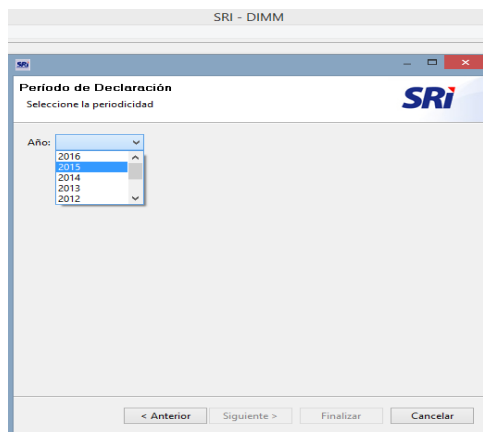 SRI - DIMM
SRi
Período de Declaración
Seleccione la periodicidad
SRi
Año:
2016
2015
2014
2013
2012
< Anterior
Siguiente >
Finalizar
Cancelar